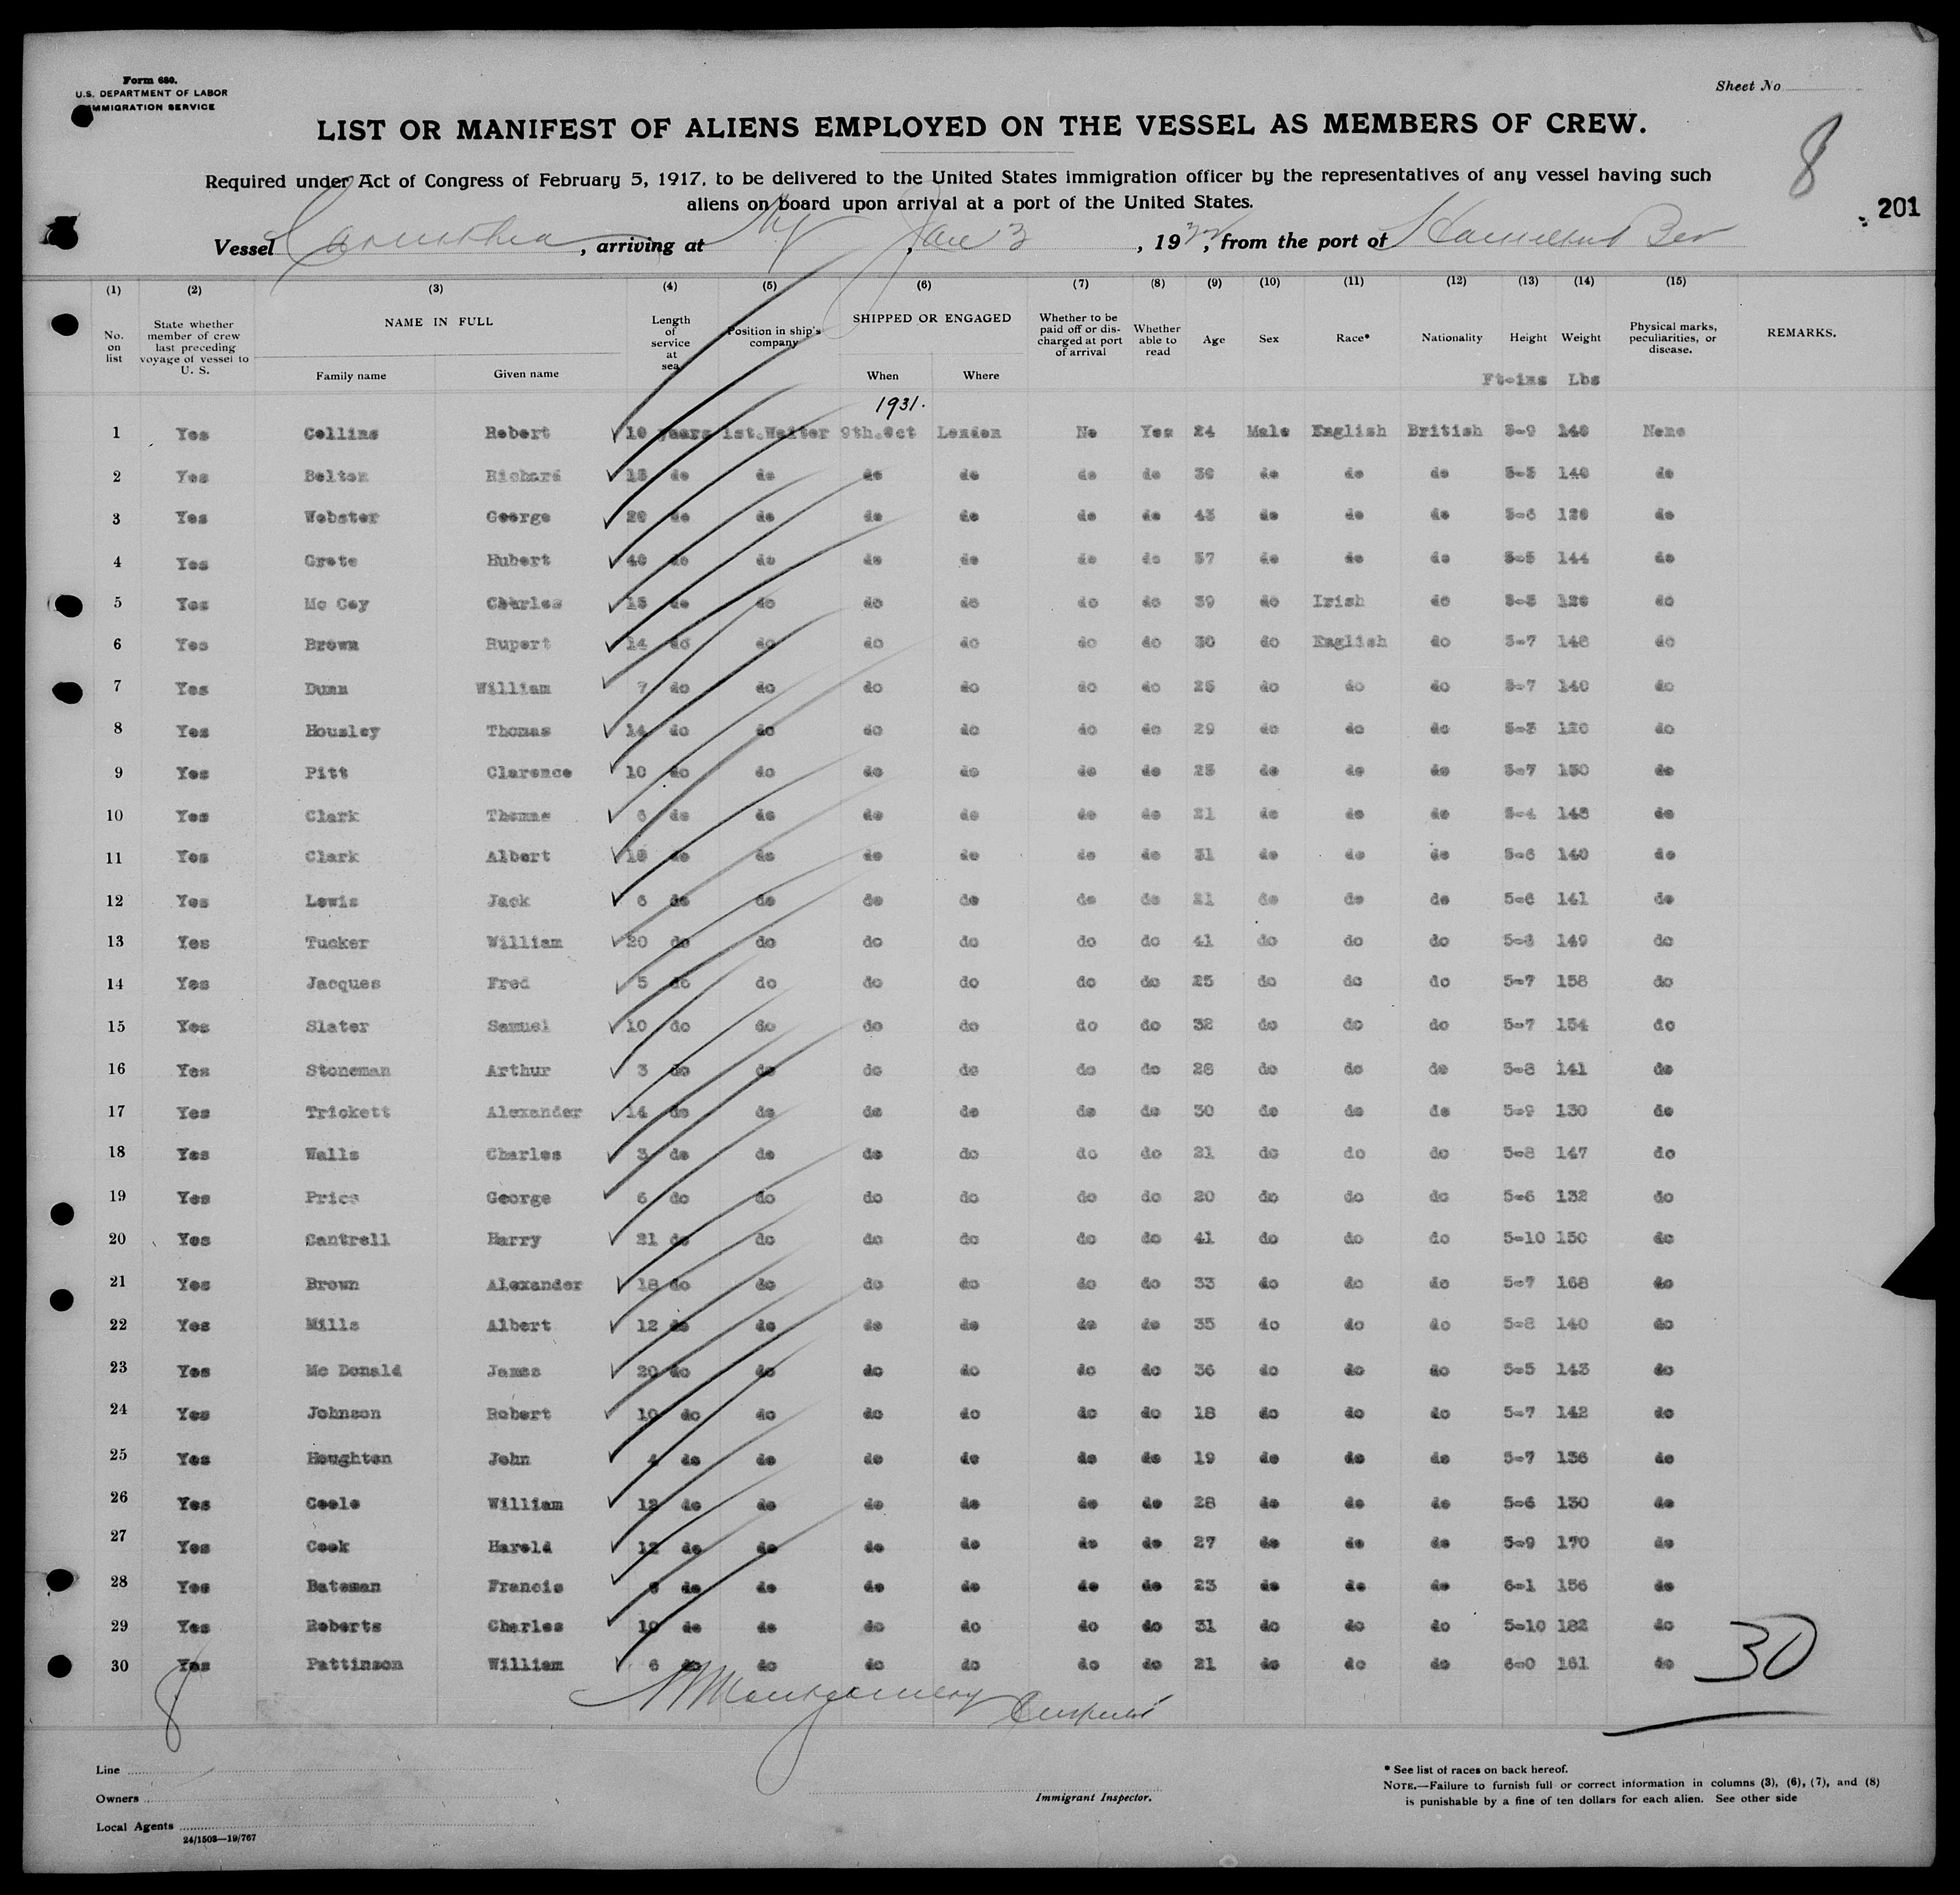 Form 680.
U.S. DEPARTMENT OF LABOR
IMMIGRATION SERVICE
Sheet No
LIST OR MANIFEST OF ALIENS EMPLOYED ON THE VESSEL AS MEMBERS OF CREW.
8
Required under Act of Congress of February 5, 1917, to be delivered to the United States immigration officer by the representatives of any vessel having such
aliens on board upon arrival at a port of the United States.
201
Vessel Carinthia, arriving at NY, Jan 3, 1932, from the port of Hamilton Ber
(1) (2) (3) (4) (5) (6) (7) (8) (9) (10) (11) (12) (13) (14) (15)
No. on list State whether member of crew last preceding voyage of vessel to U. S. NAME IN FULL Family name Given name Length of service at sea Position in ship's company SHIPPED OR ENGAGED When Where Whether to be paid off or discharged at port of arrival Whether able to read Age Sex Race* Nationality Height Weight Physical marks, peculiarities, or disease. REMARKS.
Ft-ins Lbs
1931.
1 Yes Collins Robert 10 years 1st.Waiter 9th.Oct London No Yes 24 Male English British 5-9 140 None
2 Yes Belton Richard do do do do do do do do do 5-5 140 do
3 Yes Webster George do do do do do do 43 do do do 5-6 do
4 Yes Hubert 40 do do do do do do 57 do do do 5-5 144 do
5 Yes Mc Coy Charles 15 do do do do do do 39 do Irish do do
6 Yes Brown Rupert 14 do do do do do do 30 do English do 5-7 148 do
7 Yes Dunn William 7 do do do do do do 25 do do do 5-7 140 do
8 Yes Housley Thomas 14 do do do do do do 29 do do do 120 do
9 Yes Pitt Clarence 10 do do do do do do 25 do do do 5-7 150 do
10 Yes Clark Thomas 6 do do do do do do 21 do do do 5-4 148 do
11 Yes Clark Albert do do do do do do 31 do do do 5-6 140 do
12 Yes Lewis Jack 6 do do do do do do 21 do do do 5-6 141 do
13 Yes Tucker William 20 do do do do do do 41 do do do 5-8 149 do
14 Yes Jacques Fred 5 do do do do do do 25 do do do 5-7 158 do
15 Yes Slater Samuel 10 do do do do do do 32 do do do 5-7 154 do
16 Yes Stoneman Arthur 3 do do do do do do 28 do do do 5-8 141 do
17 Yes Trickett Alexander 14 do do do do do do 30 do do do 5-9 130 do
18 Yes Walls Charles 3 do do do do do do 21 do do do 5-8 147 do
19 Yes Price George 6 do do do do do do 20 do do do 5-6 132 do
20 Yes Cantrell Harry 21 do do do do do do 41 do do do 5-10 150 do
21 Yes Brown Alexander 18 do do do do do do 33 do do do 5-7 168 do
22 Yes Mills Albert 12 do do do do do do 35 do do do 5-8 140 do
23 Yes Mc Donald James 20 do do do do do do 36 do do do 5-5 143 do
24 Yes Johnson Robert 10 do do do do do do 18 do do do 5-7 142 do
25 Yes Houghton John 4 do do do do do do 19 do do do 5-7 136 do
26 Yes Coole William 12 do do do do do do 28 do do do 5-6 130 do
27 Yes Cook Harold 12 do do do do do do 27 do do do 5-9 170 do
28 Yes Bateman Francis do do do do do do 23 do do do 6-1 156 do
29 Yes Roberts Charles 10 do do do do do do 31 do do do 5-10 182 do
30 Yes Pattinson William 6 do do do do do do 21 do do do 6-0 161 do
30
8
Montgomery
Line
Owners
Local Agents
24/1503—19/767
Immigrant Inspector.
* See list of races on back hereof.
NOTE.—Failure to furnish full or correct information in columns (3), (6), (7), and (8)
is punishable by a fine of ten dollars for each alien. See other side